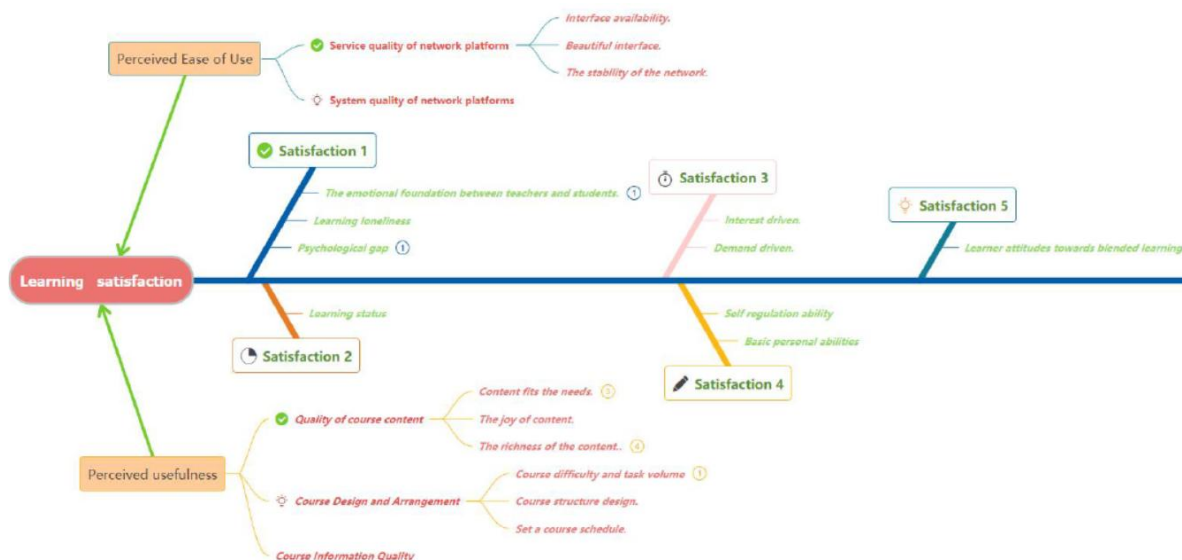 Interface availability.
Service quality of network platform
Beautiful interface.
Perceived Ease of Use
The stability of the network.
System quality of network platforms
Satisfaction 1
The emotional foundation between teachers and students. 1
Learning loneliness
Psychological gap 1
Satisfaction 3
Interest driven.
Demand driven.
Satisfaction 5
Learner attitudes towards blended learning
Learning satisfaction
Learning status
Satisfaction 2
Self regulation ability
Basic personal abilities
Satisfaction 4
Content fits the needs.
Quality of course content
The joy of content.
The richness of the content.. 4
Perceived usefulness
Course difficulty and task volume 1
Course Design and Arrangement
Course structure design.
Set a course schedule.
Course Information Quality